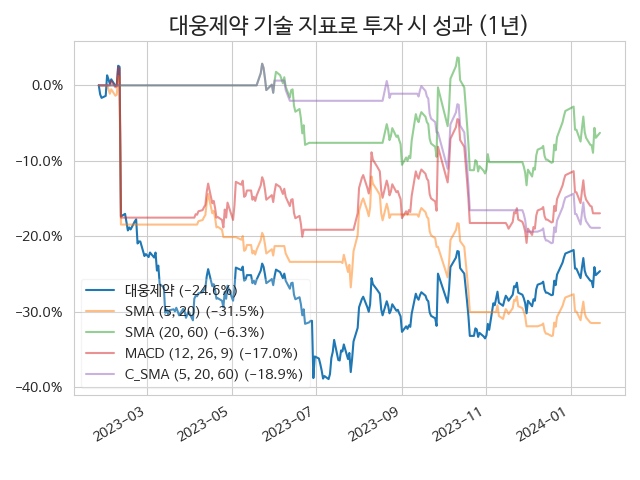 대웅제약 기술 지표로 투자 시 성과 (1년)
0.0%
−10.0%
−20.0%
−30.0%
−40.0%
대웅제약 (−24.6%)
SMA (5, 20) (−31.5%)
SMA (20, 60) (−6.3%)
MACD (12, 26, 9) (−17.0%)
C_SMA (5, 20, 60) (−18.9%)
2023-03
2023-05
2023-07
2023-09
2023-11
2024-01